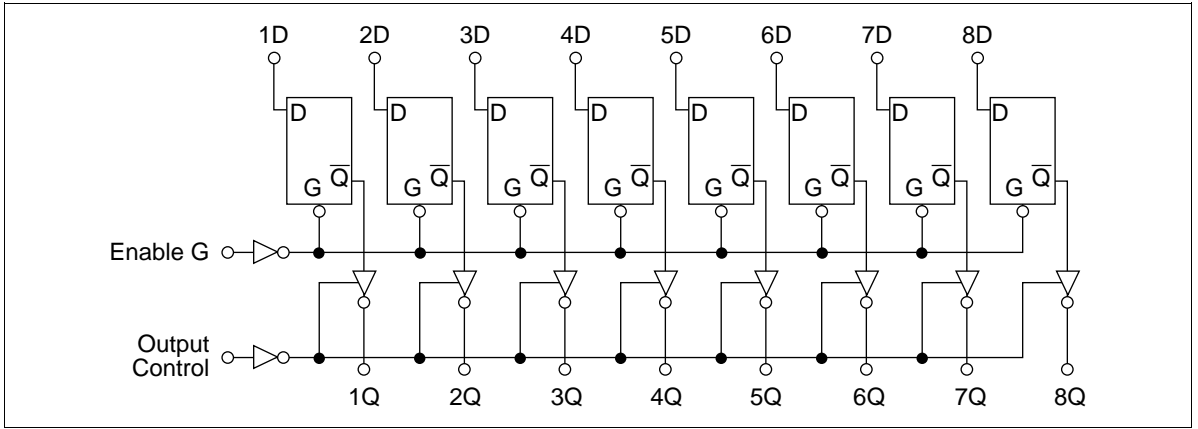 1D 2D 3D 4D 5D 6D 7D 8D
D D D D D D D D
Q̅ Q̅ Q̅ Q̅ Q̅ Q̅ Q̅ Q̅
G G G G G G G G
Enable G
Output
Control
1Q 2Q 3Q 4Q 5Q 6Q 7Q 8Q